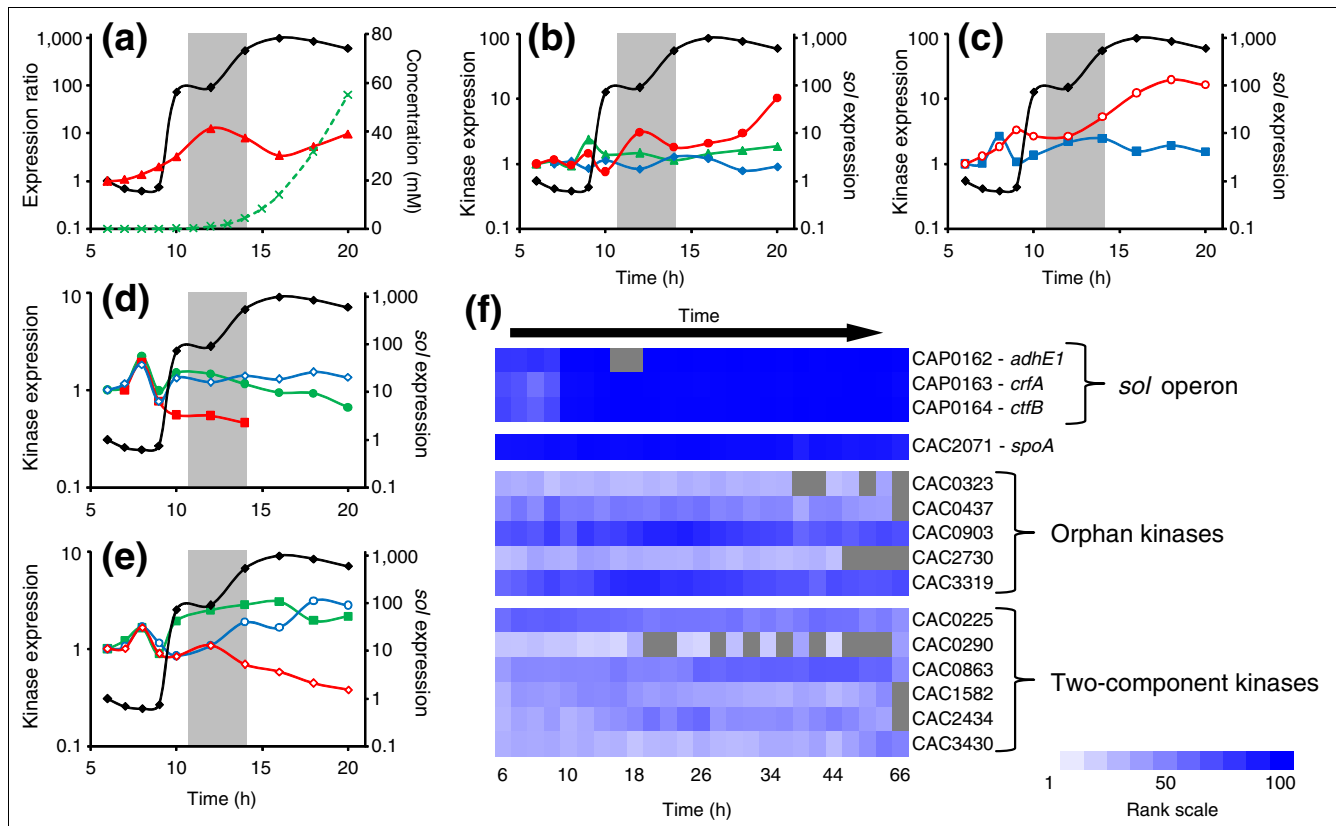 (a)
Expression ratio
1,000
100
10
1
0.1
80
60
40
20
0
Concentration (mM)
5 10 15 20
(b)
Kinase expression
100
10
1
0.1
1,000
100
10
1
0.1
sol expression
5 10 15 20
Time (h)
(c)
Kinase expression
100
10
1
0.1
1,000
100
10
1
0.1
sol expression
5 10 15 20
Time (h)
(d)
Kinase expression
10
1
0.1
1,000
100
10
1
0.1
sol expression
5 10 15 20
(e)
Kinase expression
10
1
0.1
1,000
100
10
1
0.1
sol expression
5 10 15 20
Time (h)
(f)
Time
CAP0162 - adhE1
CAP0163 - crfA
CAP0164 - ctfB
sol operon
CAC2071 - spoA
CAC0323
CAC0437
CAC0903
CAC2730
CAC3319
Orphan kinases
CAC0225
CAC0290
CAC0863
CAC1582
CAC2434
CAC3430
Two-component kinases
6 10 18 26 34 44 66
Time (h)
1 50 100
Rank scale